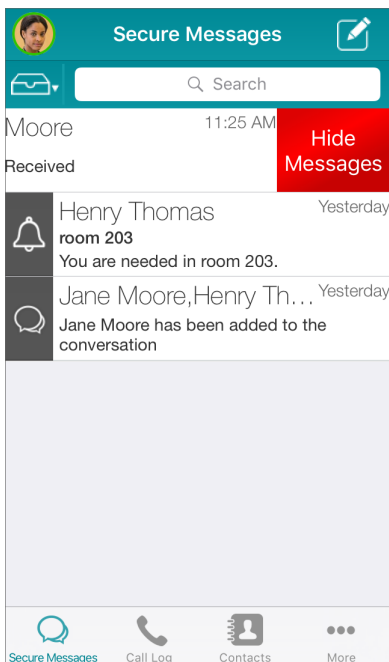 Secure Messages
Search
Moore
11:25 AM
Hide
Messages
Received
Henry Thomas
Yesterday
room 203
You are needed in room 203.
Jane Moore,Henry Th...
Yesterday
Jane Moore has been added to the
conversation
Secure Messages
Call Log
Contacts
More